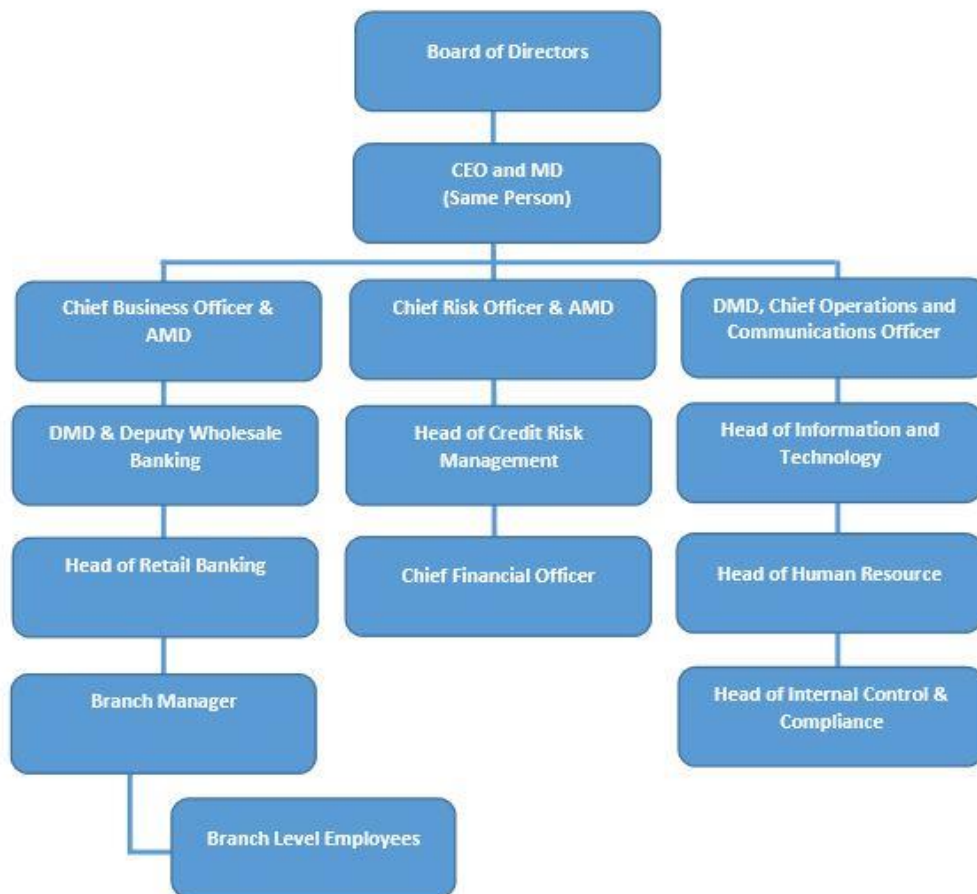 Board of Directors
CEO and MD
(Same Person)
Chief Business Officer &
AMD
Chief Risk Officer & AMD
DMD, Chief Operations and
Communications Officer
DMD & Deputy Wholesale
Banking
Head of Credit Risk
Management
Head of Information and
Technology
Head of Retail Banking
Chief Financial Officer
Head of Human Resource
Branch Manager
Head of Internal Control &
Compliance
Branch Level Employees